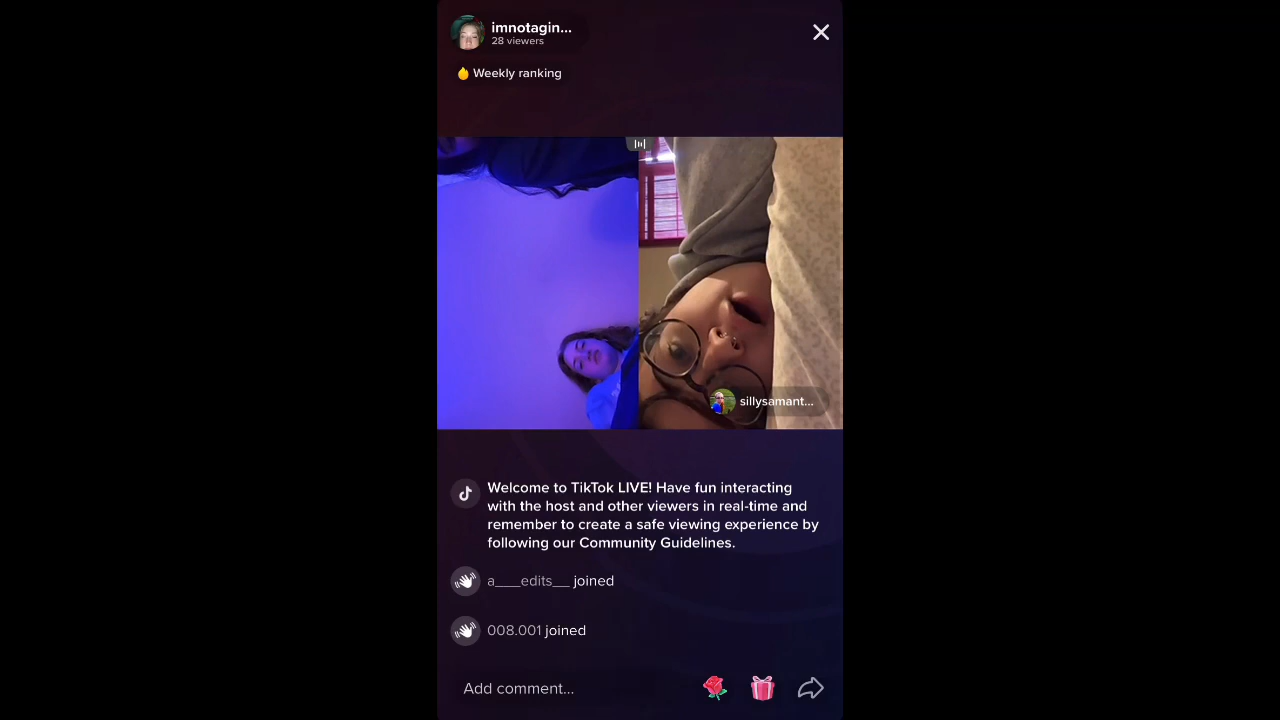 imnotagin...
28 viewers
Weekly ranking
sillysamant...
Welcome to TikTok LIVE! Have fun interacting
with the host and other viewers in real-time and
remember to create a safe viewing experience by
following our Community Guidelines.
a___edits__ joined
008.001 joined
Add comment...